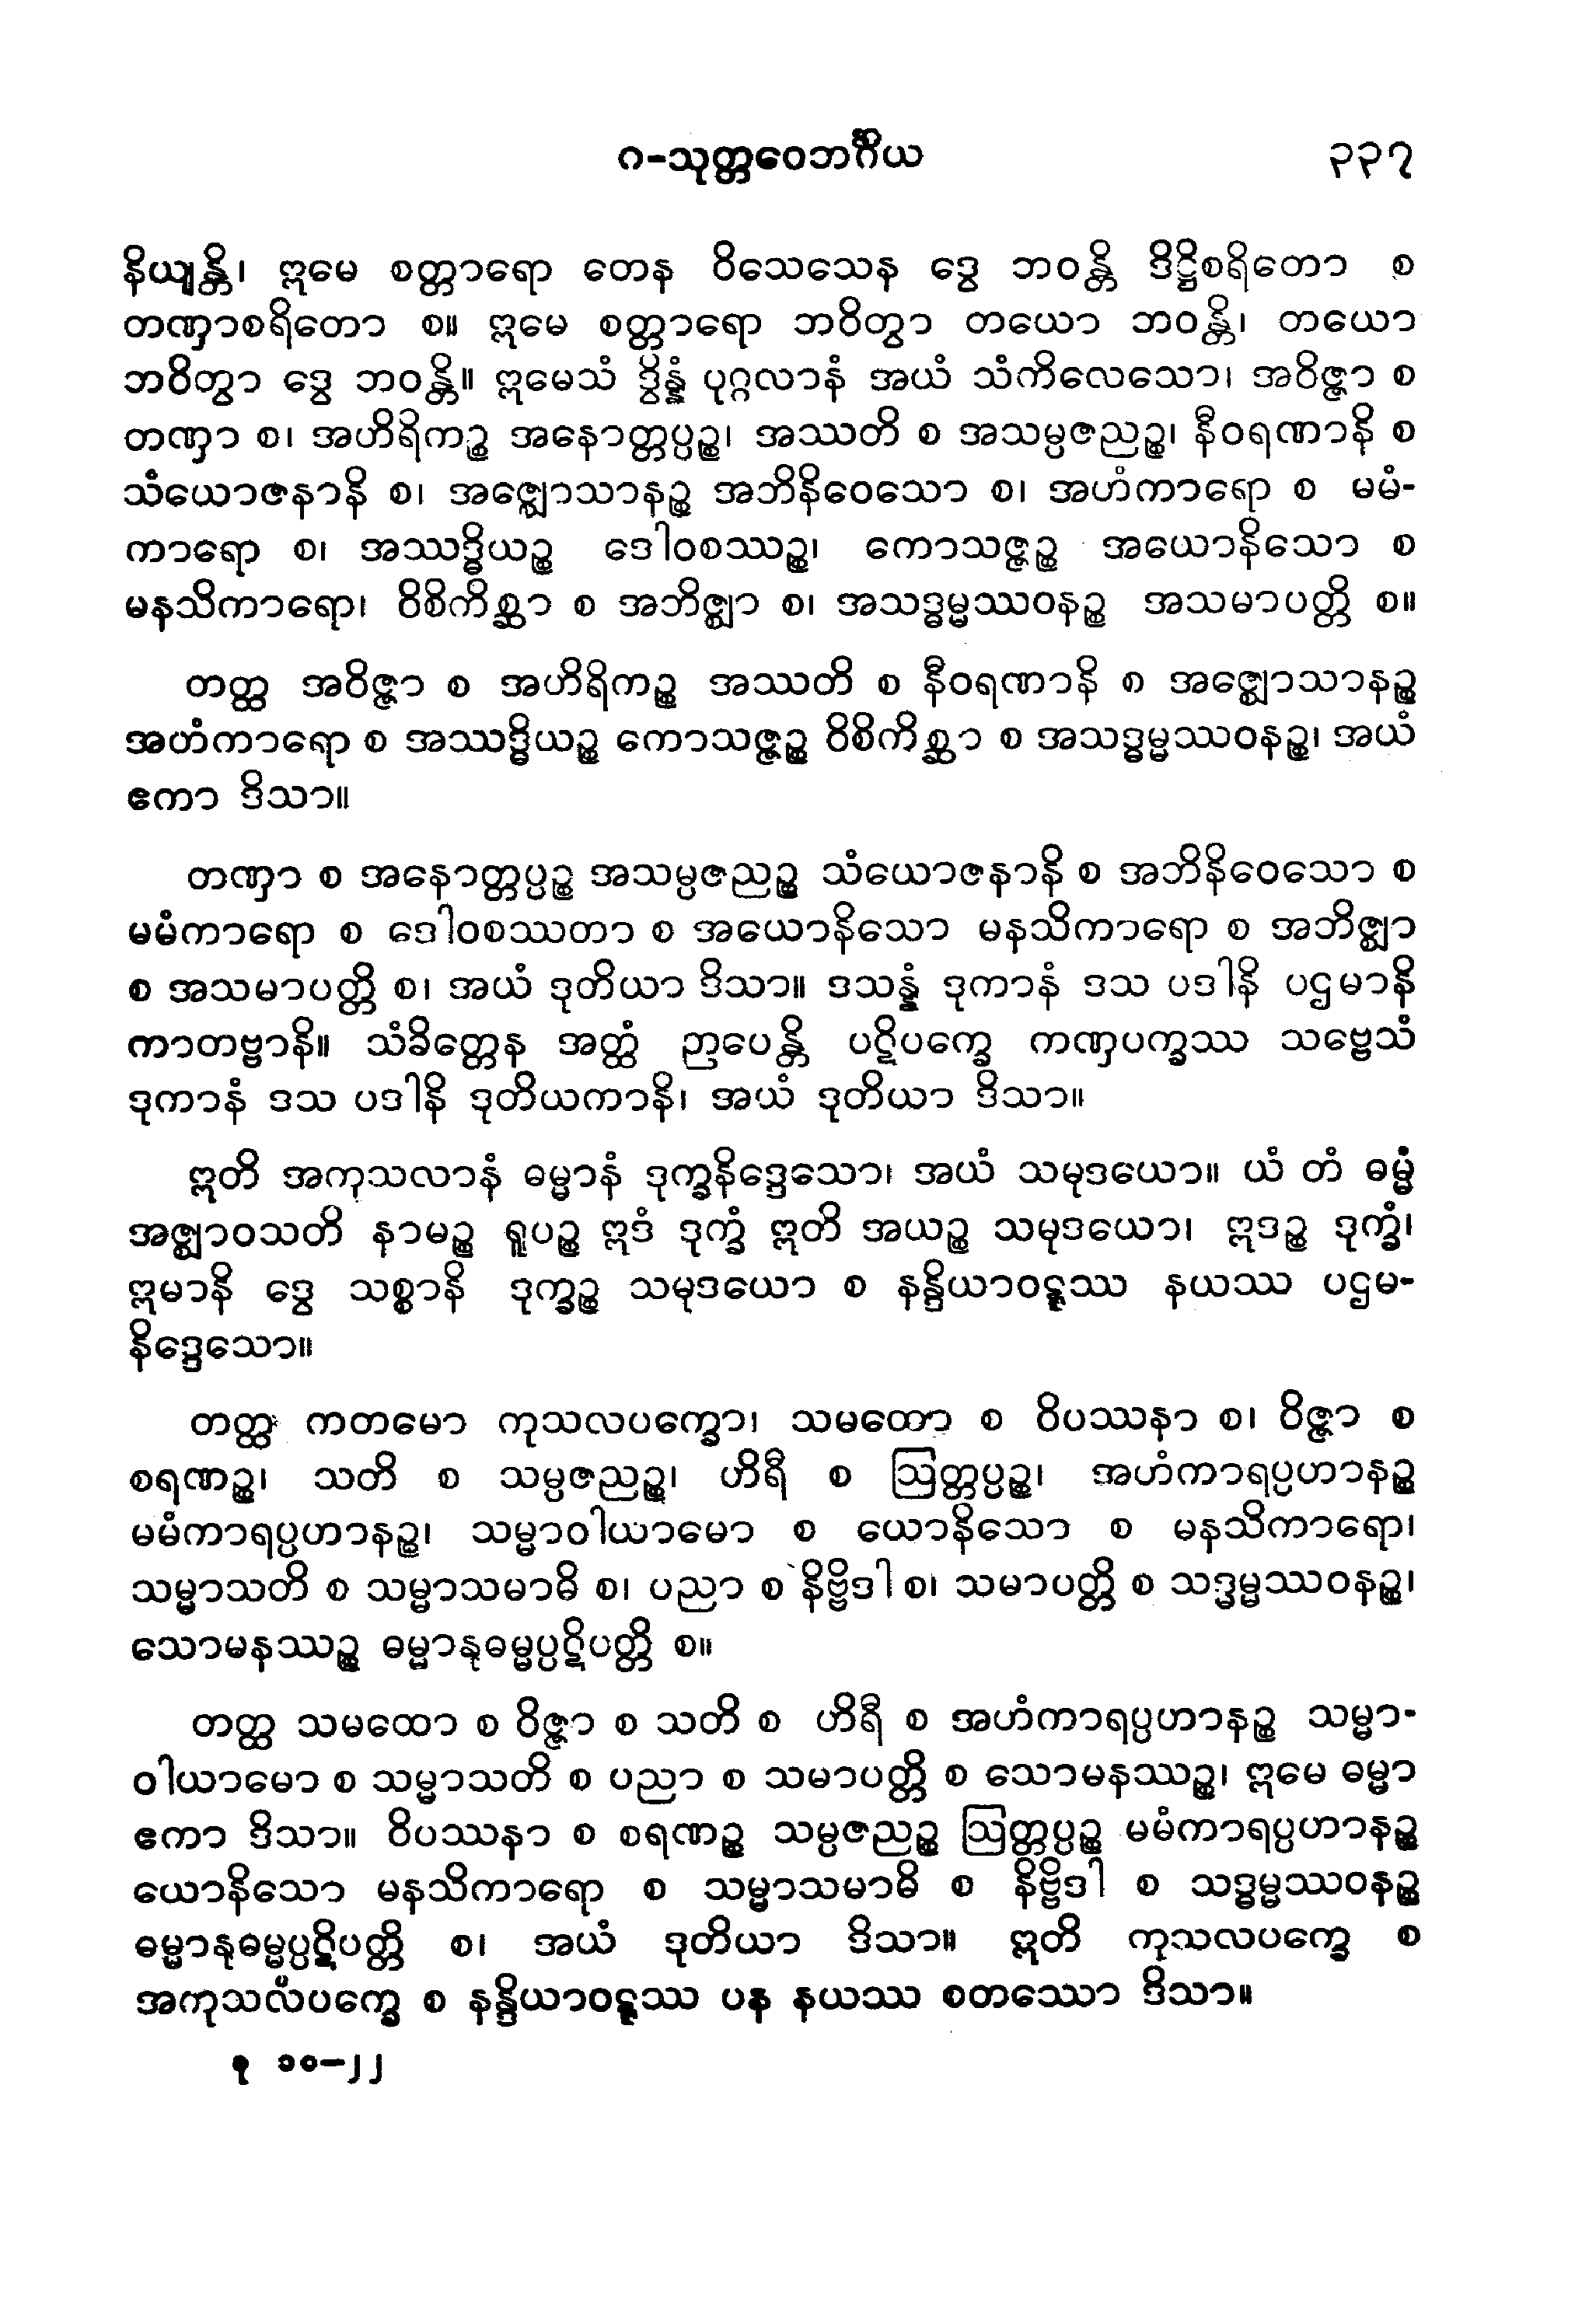 ဂ-သုတ္တဝေဘင်္ဂိယ ၃၃၇
နိယျန္တိ၊ ဣမေ စတ္တာရော တေန ဝိသေသေန ဒွေ ဘဝန္တိ ဒိဋ္ဌိစရိတော စ
တဏှာစရိတော စ။ ဣမေ စတ္တာရော ဘဝိတွာ တယော ဘဝန္တိ၊ တယော
ဘဝိတွာ ဒွေ ဘဝန္တိ။ ဣမေသံ ဒွိန္နံ ပုဂ္ဂလာနံ အယံ သံကိလေသော၊ အဝိဇ္ဇာ စ
တဏှာ စ၊ အဟိရိကဉ္စ အနောတ္တပ္ပဉ္စ၊ အဿတိ စ အသမ္ပဇညဉ္စ၊ နီဝရဏာနိ စ
သံယောဇနာနိ စ၊ အဇ္ဈောသာနဉ္စ အဘိနိဝေသော စ၊ အဟံကာရော စ မမံ-
ကာရော စ၊ အဿဒ္ဓိယဉ္စ ဒေါဝစဿဉ္စ၊ ကောသဇ္ဇဉ္စ အယောနိသော စ
မနသိကာရော၊ ဝိစိကိစ္ဆာ စ အဘိဇ္ဈာ စ၊ အသဒ္ဓမ္မဿဝနဉ္စ အသမာပတ္တိ စ။
တတ္ထ အဝိဇ္ဇာ စ အဟိရိကဉ္စ အဿတိ စ နီဝရဏာနိ စ အဇ္ဈောသာနဉ္စ
အဟံကာရော စ အဿဒ္ဓိယဉ္စ ကောသဇ္ဇဉ္စ ဝိစိကိစ္ဆာ စ အသဒ္ဓမ္မဿဝနဉ္စ၊ အယံ
ဧကာ ဒိသာ။
တဏှာ စ အနောတ္တပ္ပဉ္စ အသမ္ပဇညဉ္စ သံယောဇနာနိ စ အဘိနိဝေသော စ
မမံကာရော စ ဒေါဝစဿတာ စ အယောနိသော မနသိကာရော စ အဘိဇ္ဈာ
စ အသမာပတ္တိ စ၊ အယံ ဒုတိယာ ဒိသာ။ ဒသန္နံ ဒုကာနံ ဒသ ပဒါနိ ပဌမာနိ
ကာတဗ္ဗာနိ။ သံခိတ္တေန အတ္ထံ ဉာပေန္တိ ပဋိပက္ခေ ကဏှပက္ခဿ သဗ္ဗေသံ
ဒုကာနံ ဒသ ပဒါနိ ဒုတိယကာနိ၊ အယံ ဒုတိယာ ဒိသာ။
ဣတိ အကုသလာနံ ဓမ္မာနံ ဒုက္ခနိဒ္ဒေသော၊ အယံ သမုဒယော။ ယံ တံ ဓမ္မံ
အဇ္ဈာဝသတိ နာမဉ္စ ရူပဉ္စ ဣဒံ ဒုက္ခံ ဣတိ အယဉ္စ သမုဒယော၊ ဣဒဉ္စ ဒုက္ခံ၊
ဣမာနိ ဒွေ သစ္စာနိ ဒုက္ခဉ္စ သမုဒယော စ နန္ဒိယာဝဋ္ဋဿ နယဿ ပဌမ-
နိဒ္ဒေသော။
တတ္ထ ကတမော ကုသလပက္ခော၊ သမထော စ ဝိပဿနာ စ၊ ဝိဇ္ဇာ စ
စရဏဉ္စ၊ သတိ စ သမ္ပဇညဉ္စ၊ ဟိရီ စ ဩတ္တပ္ပဉ္စ၊ အဟံကာရပ္ပဟာနဉ္စ
မမံကာရပ္ပဟာနဉ္စ၊ သမ္မာဝါယာမော စ ယောနိသော စ မနသိကာရော၊
သမ္မာသတိ စ သမ္မာသမာဓိ စ၊ ပညာ စ နိဗ္ဗိဒါ စ၊ သမာပတ္တိ စ သဒ္ဓမ္မဿဝနဉ္စ၊
သောမနဿဉ္စ ဓမ္မာနုဓမ္မပ္ပဋိပတ္တိ စ။
တတ္ထ သမထော စ ဝိဇ္ဇာ စ သတိ စ ဟိရီ စ အဟံကာရပ္ပဟာနဉ္စ သမ္မာ-
ဝါယာမော စ သမ္မာသတိ စ ပညာ စ သမာပတ္တိ စ သောမနဿဉ္စ၊ ဣမေ ဓမ္မာ
ဧကာ ဒိသာ။ ဝိပဿနာ စ စရဏဉ္စ သမ္ပဇညဉ္စ ဩတ္တပ္ပဉ္စ မမံကာရပ္ပဟာနဉ္စ
ယောနိသော မနသိကာရော စ သမ္မာသမာဓိ စ နိဗ္ဗိဒါ စ သဒ္ဓမ္မဿဝနဉ္စ
ဓမ္မာနုဓမ္မပ္ပဋိပတ္တိ စ၊ အယံ ဒုတိယာ ဒိသာ။ ဣတိ ကုသလပက္ခေ စ
အကုသလပက္ခေ စ နန္ဒိယာဝဋ္ဋဿ ပန နယဿ စတဿော ဒိသာ။
ခု ၁၀-၂၂